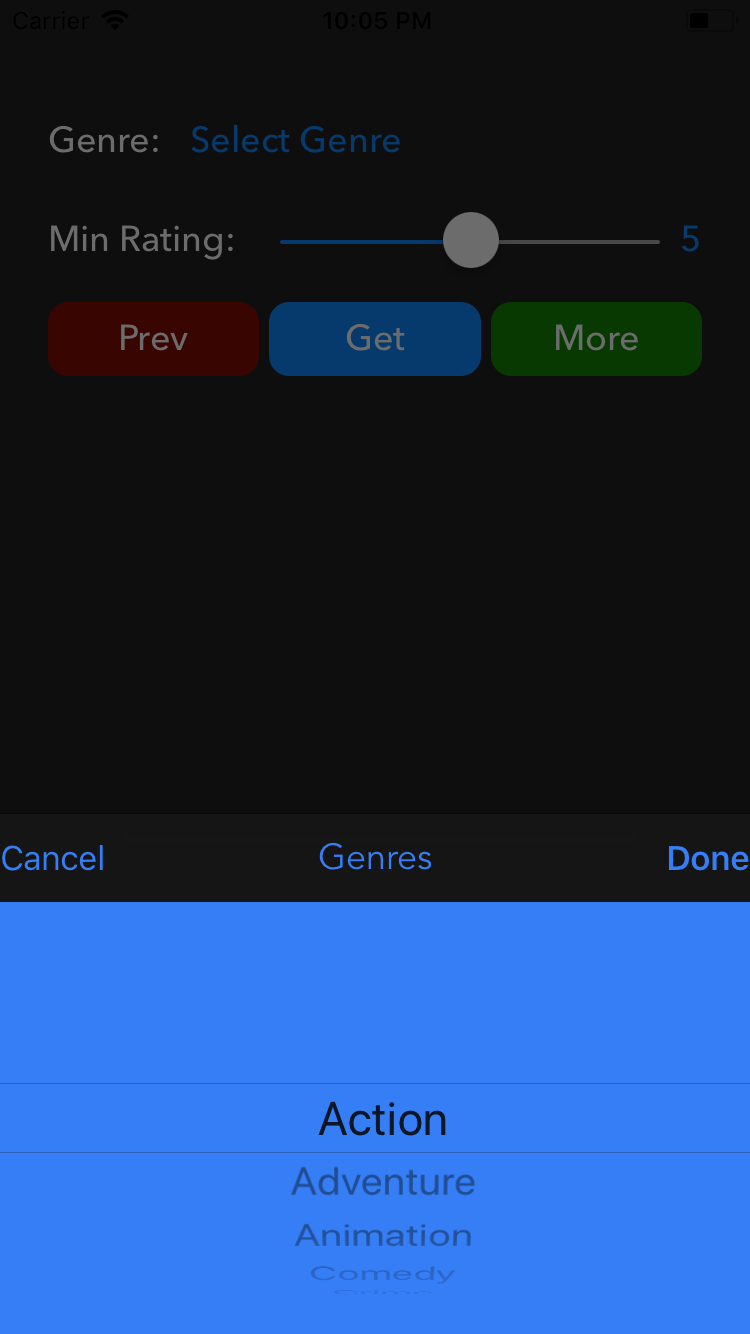 Carrier 10:05 PM
Genre: Select Genre
Min Rating: 5
Prev Get More
Cancel Genres Done
Action
Adventure
Animation
Comedy